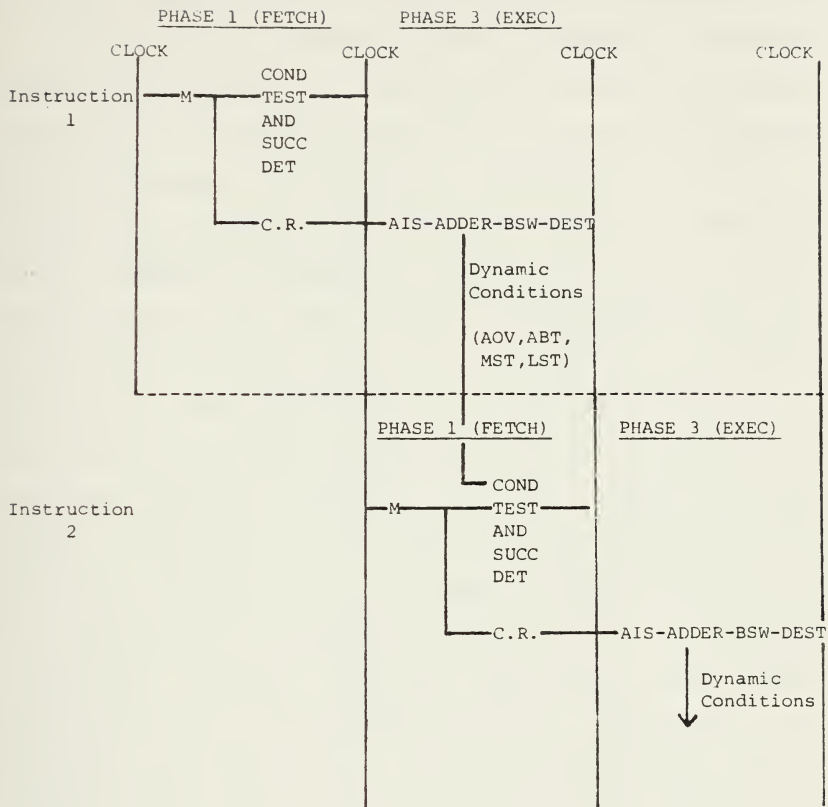 PHASE 1 (FETCH) PHASE 3 (EXEC)
CLOCK CLOCK CLOCK CLOCK
Instruction
1
M
COND
TEST
AND
SUCC
DET
C.R. AIS-ADDER-BSW-DEST
Dynamic
Conditions
(AOV,ABT,
MST,LST)
PHASE 1 (FETCH) PHASE 3 (EXEC)
Instruction
2
M
COND
TEST
AND
SUCC
DET
C.R. AIS-ADDER-BSW-DEST
Dynamic
Conditions